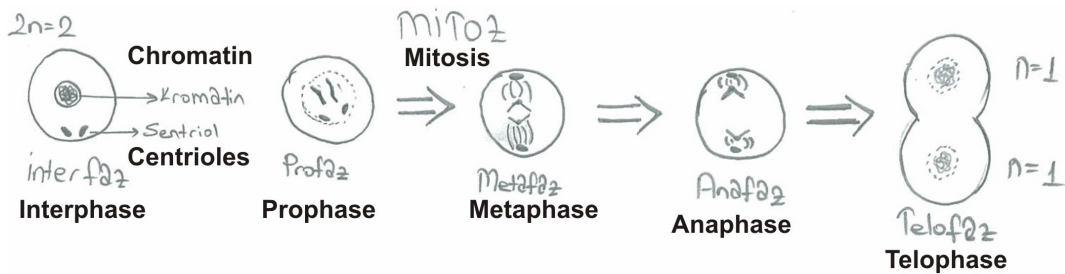 2n=2
MiToz
Mitosis
Chromatin
Kromatin
Sentriol
Centrioles
interfaz
Interphase
Profaz
Prophase
Metafaz
Metaphase
Anafaz
Anaphase
n=1
n=1
Telofaz
Telophase